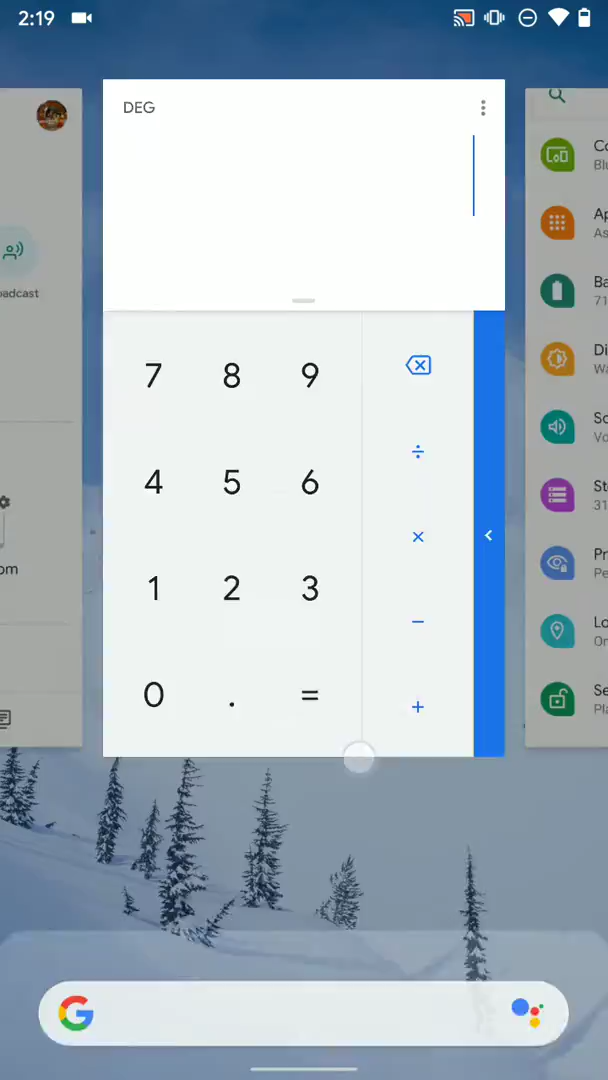 2:19
DEG
7 8 9
÷
4 5 6
×
1 2 3
−
0 . =
+
adcast
om
Co
Blu
Ap
As
Ba
71
Di
Wa
So
Vo
St
31
Pr
Pe
Lo
On
Se
Pla
G